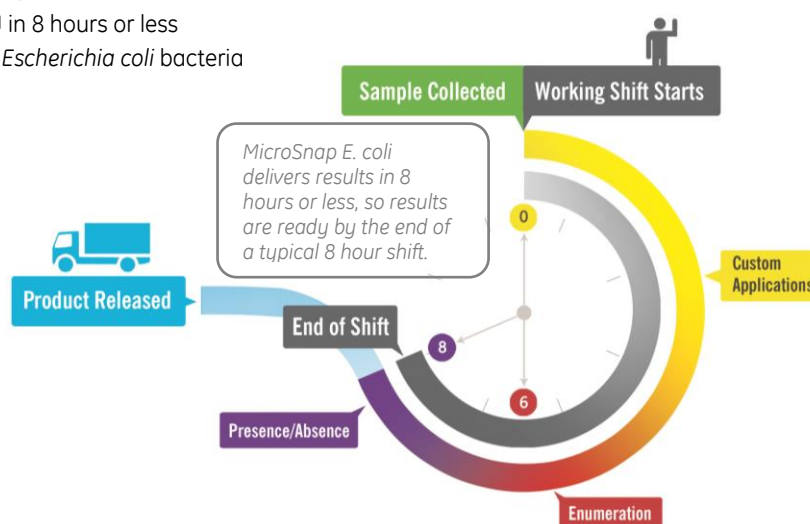 in 8 hours or less
Escherichia coli bacteria
Sample Collected
Working Shift Starts
MicroSnap E. coli
delivers results in 8
hours or less, so results
are ready by the end of
a typical 8 hour shift.
0
Custom
Applications
Product Released
End of Shift
8
6
Presence/Absence
Enumeration